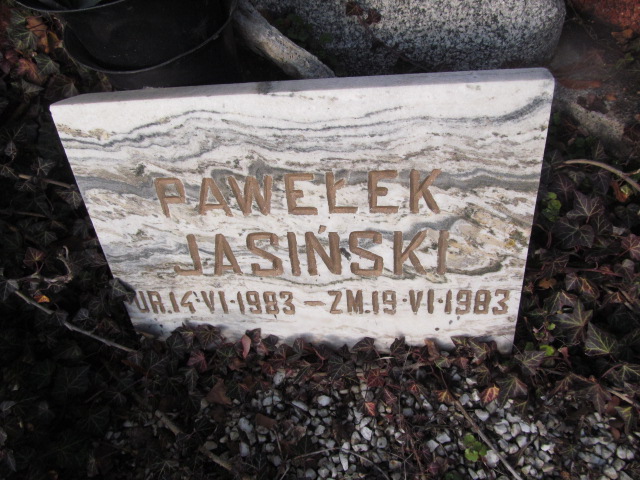 PAWEŁEK
JASIŃSKI
UR.14·VI·1983 – ZM.19·VI·1983